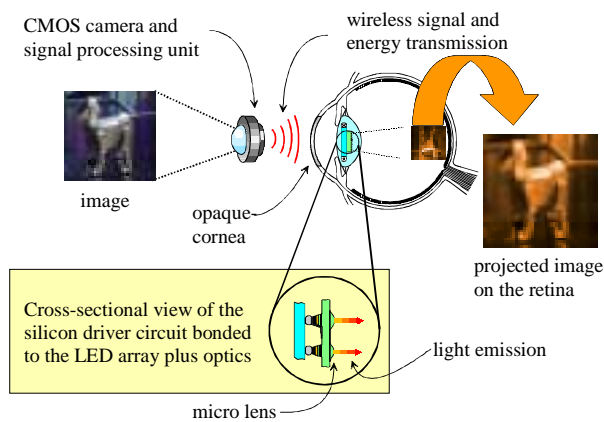 CMOS camera and
signal processing unit
wireless signal and
energy transmission
image
opaque
cornea
projected image
on the retina
Cross-sectional view of the
silicon driver circuit bonded
to the LED array plus optics
light emission
micro lens